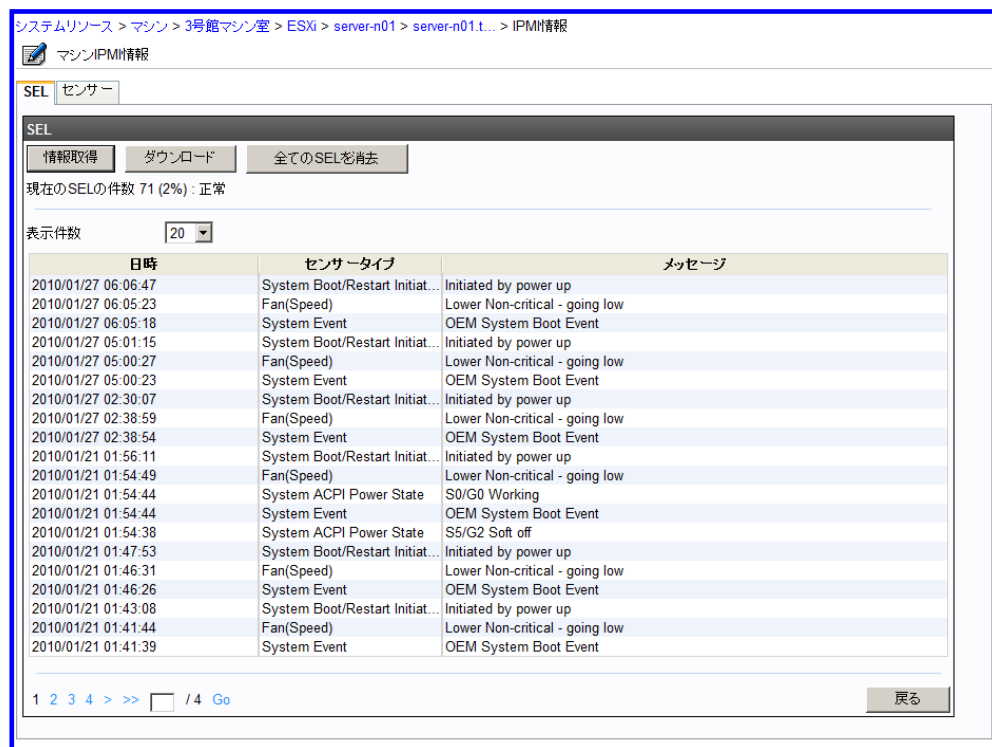 システムリソース > マシン > 3号館マシン室 > ESXi > server-n01 > server-n01.t... > IPMI情報
マシンIPMI情報
SEL センサー
SEL
情報取得 ダウンロード 全てのSELを消去
現在のSELの件数 71 (2%) : 正常
表示件数 20
日時 センサータイプ メッセージ
2010/01/27 06:06:47 System Boot/Restart Initiat... Initiated by power up
2010/01/27 06:05:23 Fan(Speed) Lower Non-critical - going low
2010/01/27 06:05:18 System Event OEM System Boot Event
2010/01/27 05:01:15 System Boot/Restart Initiat... Initiated by power up
2010/01/27 05:00:27 Fan(Speed) Lower Non-critical - going low
2010/01/27 05:00:23 System Event OEM System Boot Event
2010/01/27 02:30:07 System Boot/Restart Initiat... Initiated by power up
2010/01/27 02:38:59 Fan(Speed) Lower Non-critical - going low
2010/01/27 02:38:54 System Event OEM System Boot Event
2010/01/21 01:56:11 System Boot/Restart Initiat... Initiated by power up
2010/01/21 01:54:49 Fan(Speed) Lower Non-critical - going low
2010/01/21 01:54:44 System ACPI Power State S0/G0 Working
2010/01/21 01:54:44 System Event OEM System Boot Event
2010/01/21 01:54:38 System ACPI Power State S5/G2 Soft off
2010/01/21 01:47:53 System Boot/Restart Initiat... Initiated by power up
2010/01/21 01:46:31 Fan(Speed) Lower Non-critical - going low
2010/01/21 01:46:26 System Event OEM System Boot Event
2010/01/21 01:43:08 System Boot/Restart Initiat... Initiated by power up
2010/01/21 01:41:44 Fan(Speed) Lower Non-critical - going low
2010/01/21 01:41:39 System Event OEM System Boot Event
1 2 3 4 > >> / 4 Go 戻る